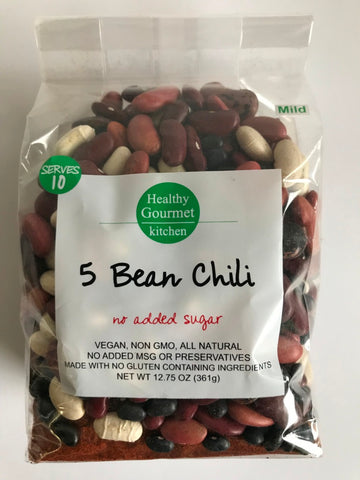 Mild
SERVES
10
Healthy
Gourmet
kitchen
5 Bean Chili
no added sugar
VEGAN, NON GMO, ALL NATURAL
NO ADDED MSG OR PRESERVATIVES
MADE WITH NO GLUTEN CONTAINING INGREDIENTS
NET WT 12.75 OZ (361g)